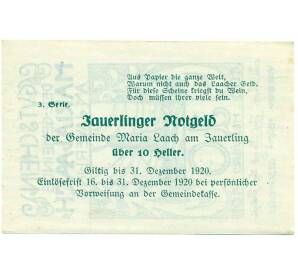 Aus Papier die ganze Welt,
Warum nicht auch das Laacher Geld.
Für diese Scheine kriegst du Wein,
Doch müssen ihrer viele sein.
3. Serie.
Jauerlinger Notgeld
der Gemeinde Maria Laach am Jauerling
über 10 Heller.
Giltig bis 31. Dezember 1920.
Einlösefrist 16. bis 31. Dezember 1920 bei persönlicher
Vorweisung an der Gemeindekasse.